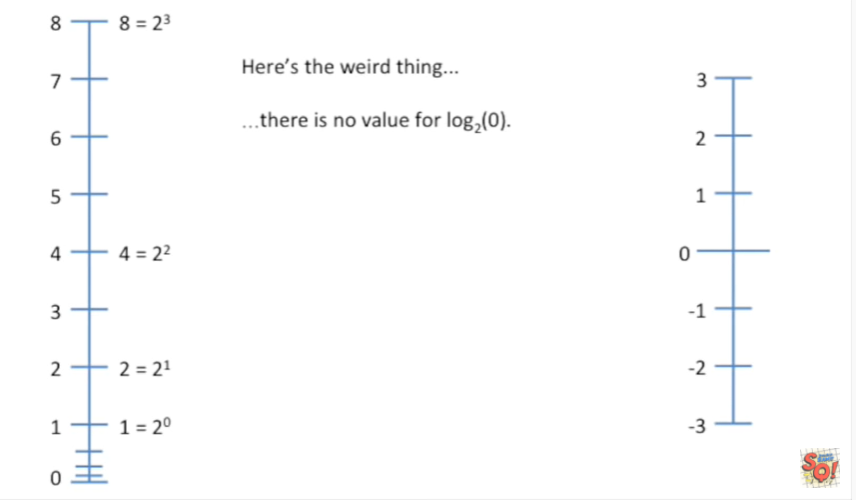 8
8 = 2³
7
6
5
4
4 = 2²
3
2
2 = 2¹
1
1 = 2⁰
0
Here's the weird thing...
...there is no value for log₂(0).
3
2
1
0
-1
-2
-3
SQ!